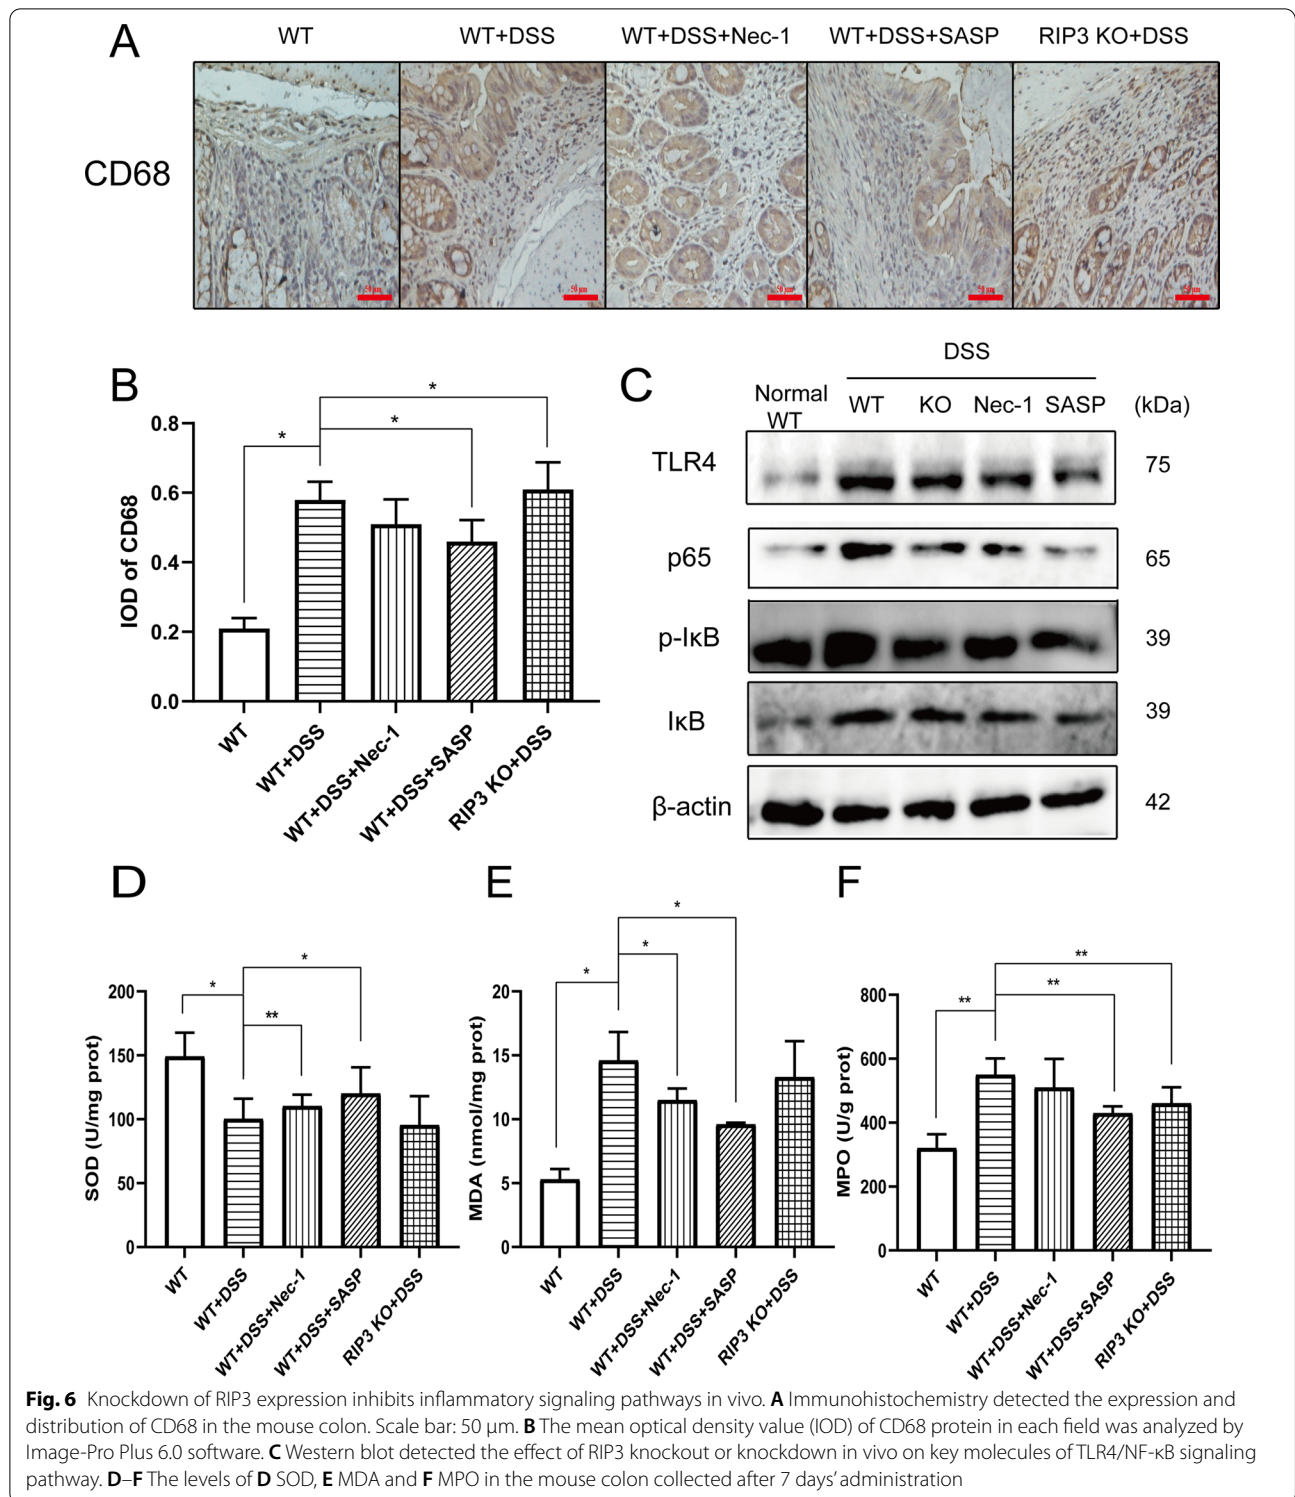 A
WT
WT+DSS
WT+DSS+Nec-1
WT+DSS+SASP
RIP3 KO+DSS
CD68
50 μm
50 μm
50 μm
50 μm
50 μm
B
IOD of CD68
0.8
0.6
0.4
0.2
0.0
*
*
*
WT
WT+DSS
WT+DSS+Nec-1
WT+DSS+SASP
RIP3 KO+DSS
C
DSS
Normal
WT
WT
KO
Nec-1
SASP
(kDa)
TLR4
75
p65
65
p-IκB
39
IκB
39
β-actin
42
D
SOD (U/mg prot)
200
150
100
50
0
*
**
*
WT
WT+DSS
WT+DSS+Nec-1
WT+DSS+SASP
RIP3 KO+DSS
E
MDA (nmol/mg prot)
20
15
10
5
0
*
*
*
WT
WT+DSS
WT+DSS+Nec-1
WT+DSS+SASP
RIP3 KO+DSS
F
MPO (U/g prot)
800
600
400
200
0
**
**
**
WT
WT+DSS
WT+DSS+Nec-1
WT+DSS+SASP
RIP3 KO+DSS
Fig. 6 Knockdown of RIP3 expression inhibits inflammatory signaling pathways in vivo. A Immunohistochemistry detected the expression and
distribution of CD68 in the mouse colon. Scale bar: 50 μm. B The mean optical density value (IOD) of CD68 protein in each field was analyzed by
Image-Pro Plus 6.0 software. C Western blot detected the effect of RIP3 knockout or knockdown in vivo on key molecules of TLR4/NF-κB signaling
pathway. D–F The levels of D SOD, E MDA and F MPO in the mouse colon collected after 7 days' administration